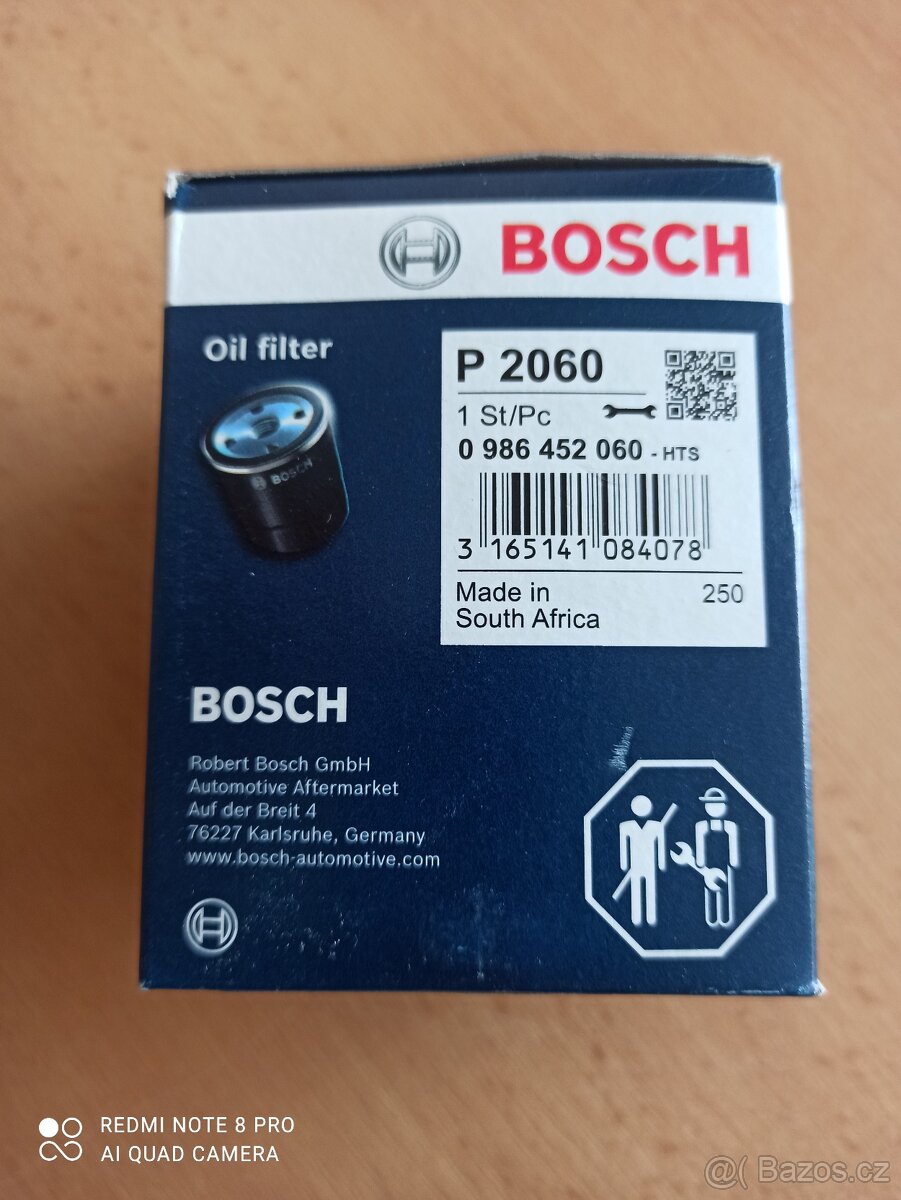 BOSCH
Oil filter
BOSCH
P 2060
1 St/Pc
0 986 452 060 - HTS
3 165141 084078
Made in 250
South Africa
BOSCH
Robert Bosch GmbH
Automotive Aftermarket
Auf der Breit 4
76227 Karlsruhe, Germany
www.bosch-automotive.com
REDMI NOTE 8 PRO
AI QUAD CAMERA
@ Bazos.cz